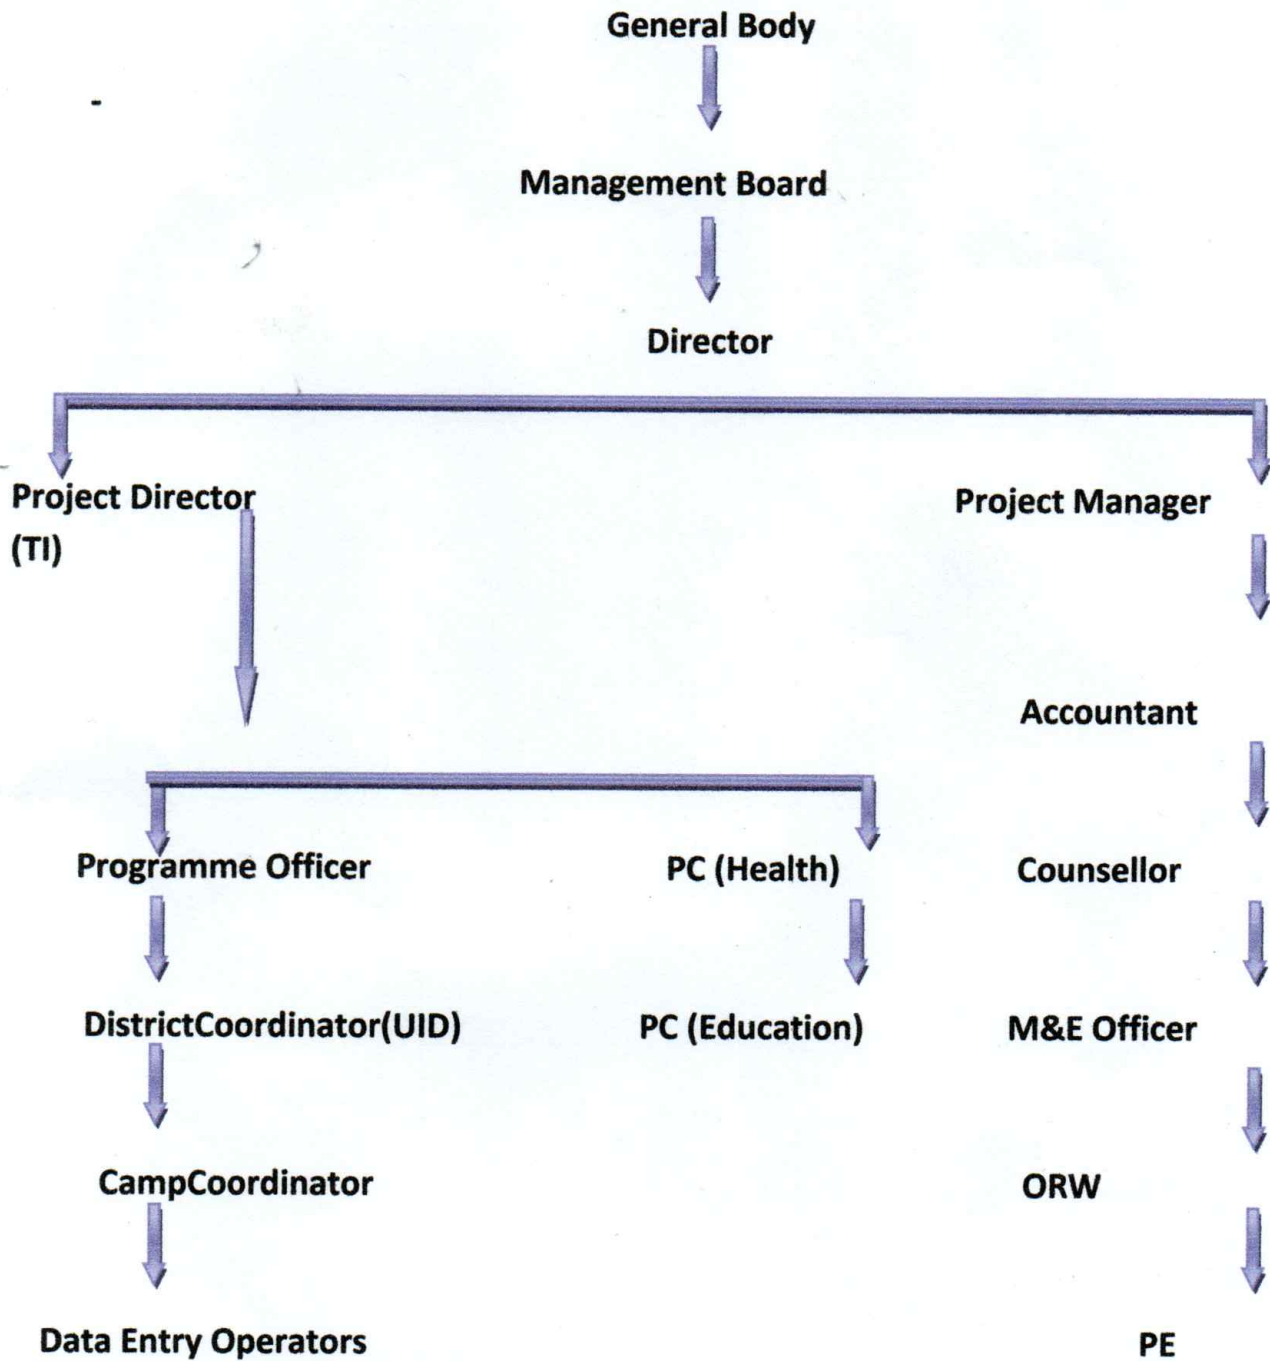 General Body
Management Board
Director
Project Director
(TI)
Project Manager
Accountant
Programme Officer
PC (Health)
Counsellor
DistrictCoordinator(UID)
PC (Education)
M&E Officer
CampCoordinator
ORW
Data Entry Operators
PE